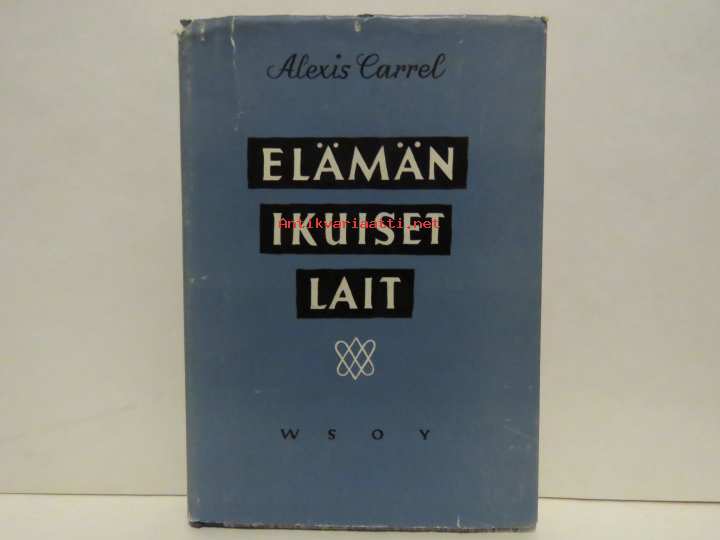 Alexis Carrel
ELÄMÄN
IKUISET
Antikvariaatti.net
LAIT
WSOY